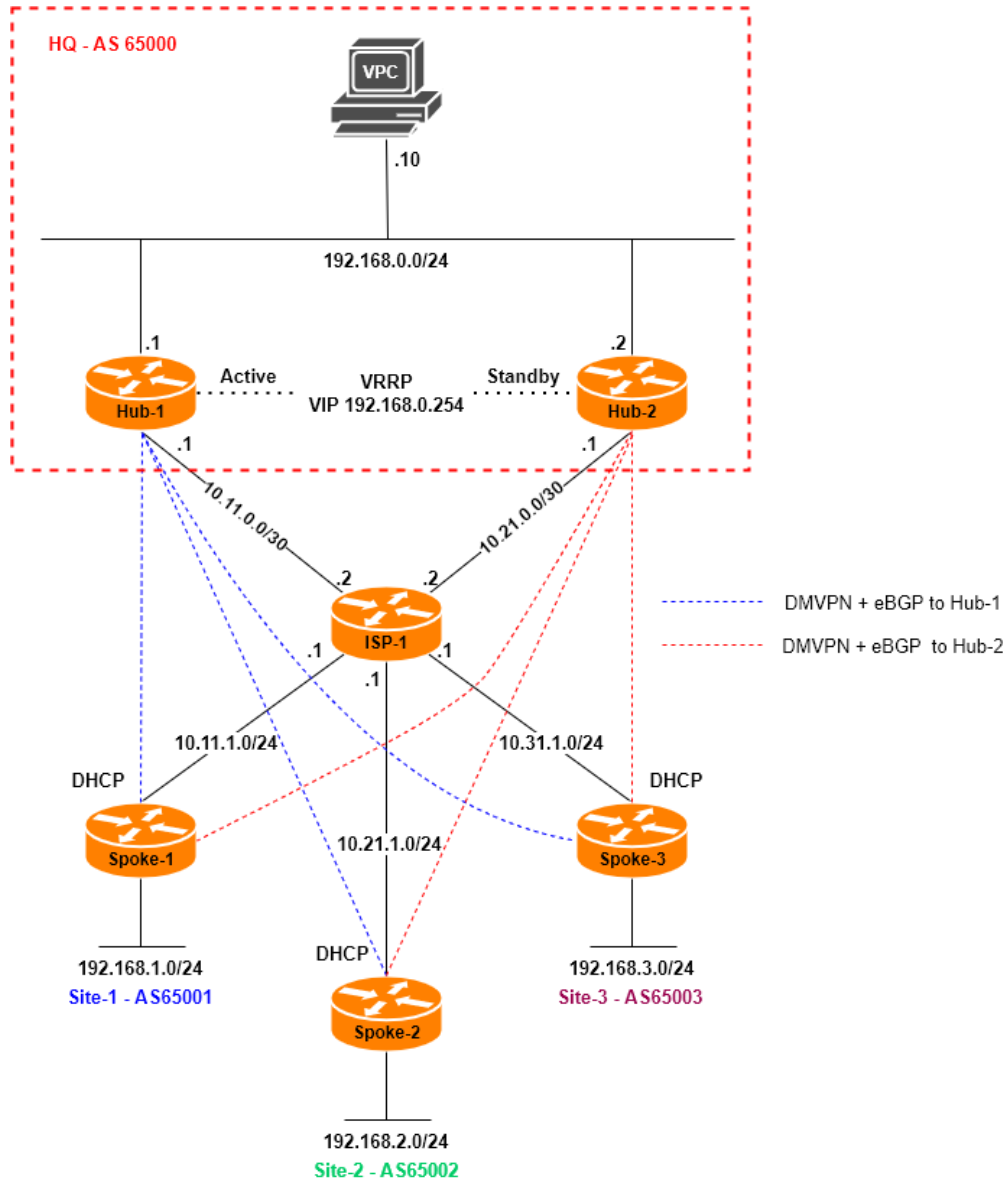 HQ - AS 65000
VPC
.10
192.168.0.0/24
.1
.2
Active
VRRP
VIP 192.168.0.254
Standby
Hub-1
Hub-2
.1
.1
10.11.0.0/30
10.21.0.0/30
.2
.2
ISP-1
DMVPN + eBGP to Hub-1
DMVPN + eBGP to Hub-2
.1
.1
.1
10.11.1.0/24
10.31.1.0/24
DHCP
DHCP
10.21.1.0/24
Spoke-1
Spoke-3
DHCP
192.168.1.0/24
Site-1 - AS65001
192.168.3.0/24
Site-3 - AS65003
Spoke-2
192.168.2.0/24
Site-2 - AS65002